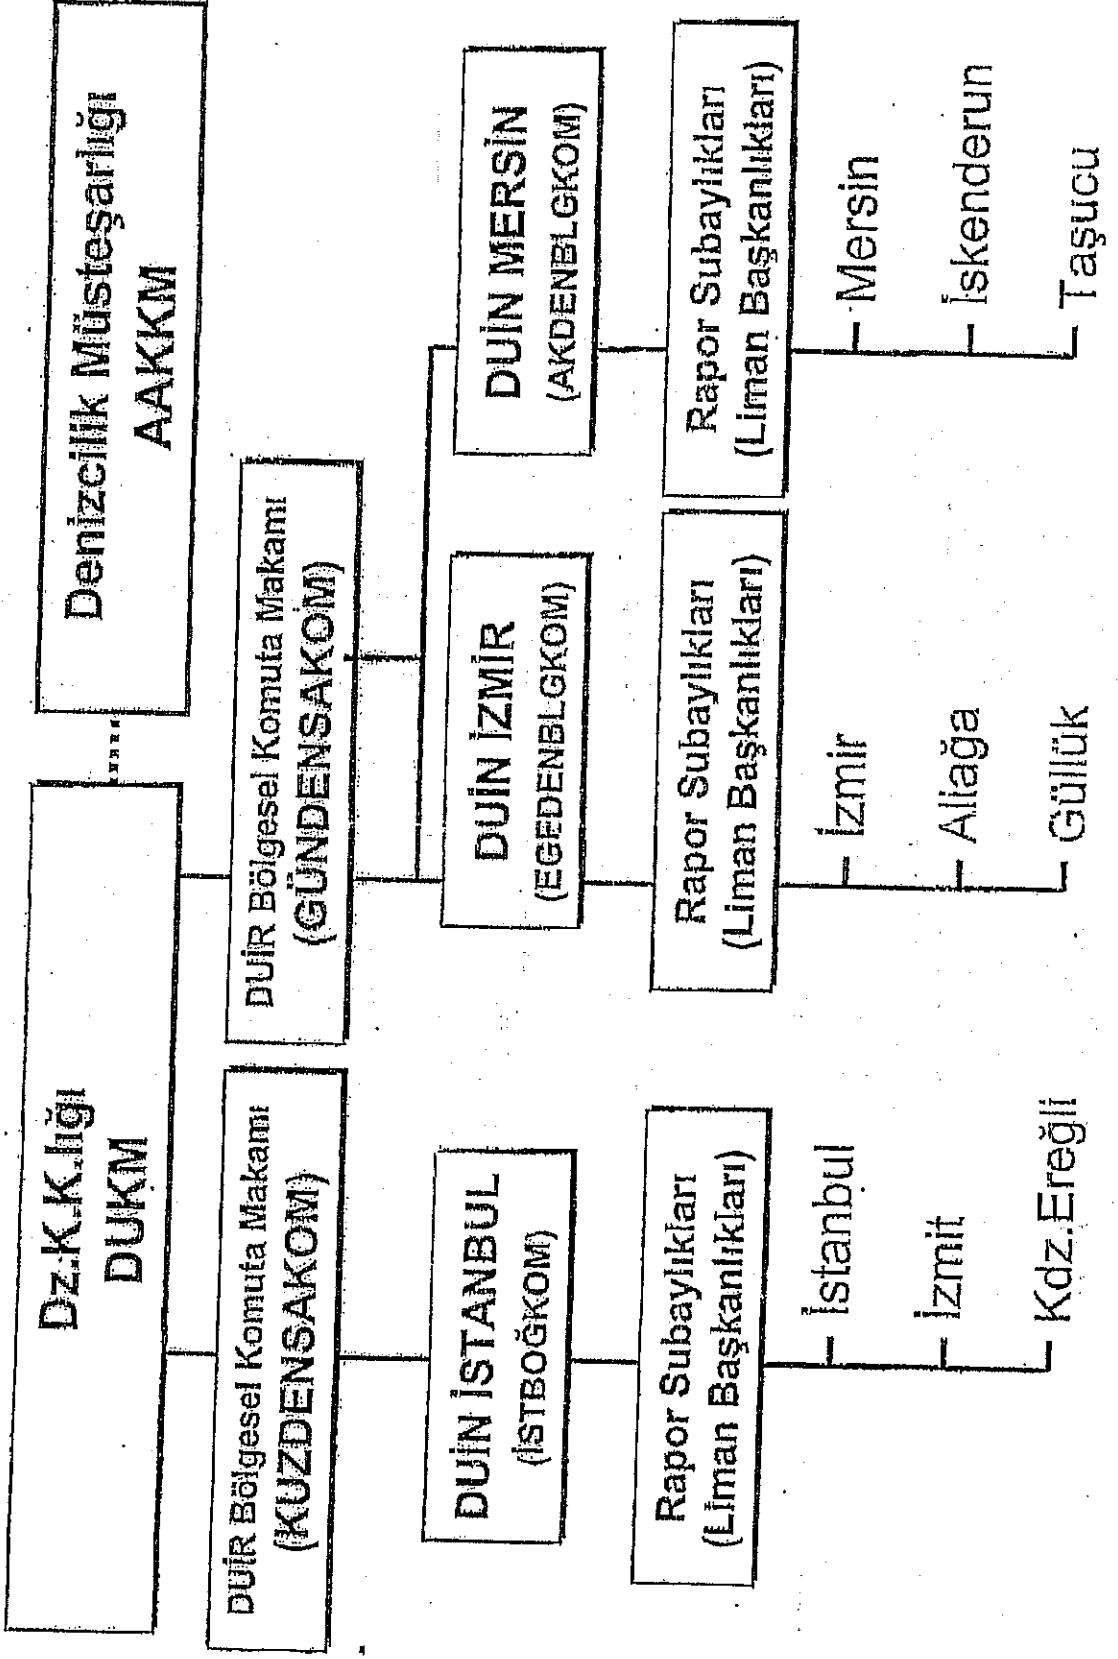 Dz.K.K.lığı
DUKM
Denizcilik Müsteşarlığı
AAKKM
DUİR Bölgesel Komuta Makamı
(KUZDENSAKOM)
DUİR Bölgesel Komuta Makamı
(GÜNDENSAKOM)
DUİN İSTANBUL
(İSTBOĞKOM)
DUİN İZMİR
(EGEDENBLGKOM)
DUİN MERSİN
(AKDENBLGKOM)
Rapor Subaylıkları
(Liman Başkanlıkları)
Rapor Subaylıkları
(Liman Başkanlıkları)
Rapor Subaylıkları
(Liman Başkanlıkları)
İstanbul
İzmit
Kdz.Ereğli
İzmir
Aliağa
Güllük
Mersin
İskenderun
Taşucu